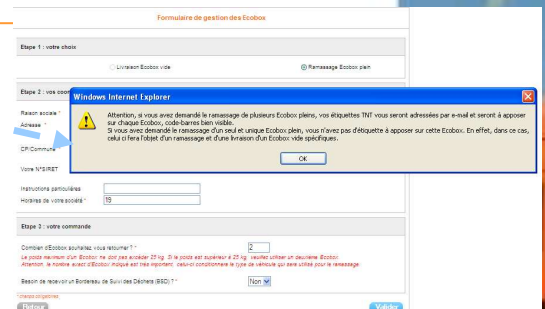 Formulaire de gestion des Ecobox
Etape 1 : votre choix
Livraison Ecobox vide
Ramassage Ecobox plein
Etape 2 : vos coor
Windows Internet Explorer
Raison sociale *
Adresse *
CP/Commune
Votre N°SIRET
Attention, si vous avez demandé le ramassage de plusieurs Ecobox pleins, vos étiquettes TNT vous seront adressées par e-mail et seront à apposer
sur chaque Ecobox, code-barres bien visible.
Si vous avez demandé le ramassage d'un seul et unique Ecobox plein, vous n'avez pas d'étiquette à apposer sur cette Ecobox. En effet, dans ce cas,
celui ci fera l'objet d'un ramassage et d'une livraison d'un Ecobox vide spécifiques.
OK
Instructions particulières
Horaires de votre société * 19
Etape 3 : votre commande
Combien d'Ecobox souhaitez vous retourner ? * 2
Le poids maximum d'un Ecobox ne doit pas excéder 25 kg. Si le poids est supérieur à 25 kg, veuillez utiliser un deuxième Ecobox.
Attention, le nombre exact d'Ecobox indiqué est très important, celui-ci conditionnera le type de véhicule qui sera utilisé pour le ramassage.
Besoin de recevoir un Bordereau de Suivi des Déchets (BSD) ? * Non
* champs obligatoires
Retour
Valider